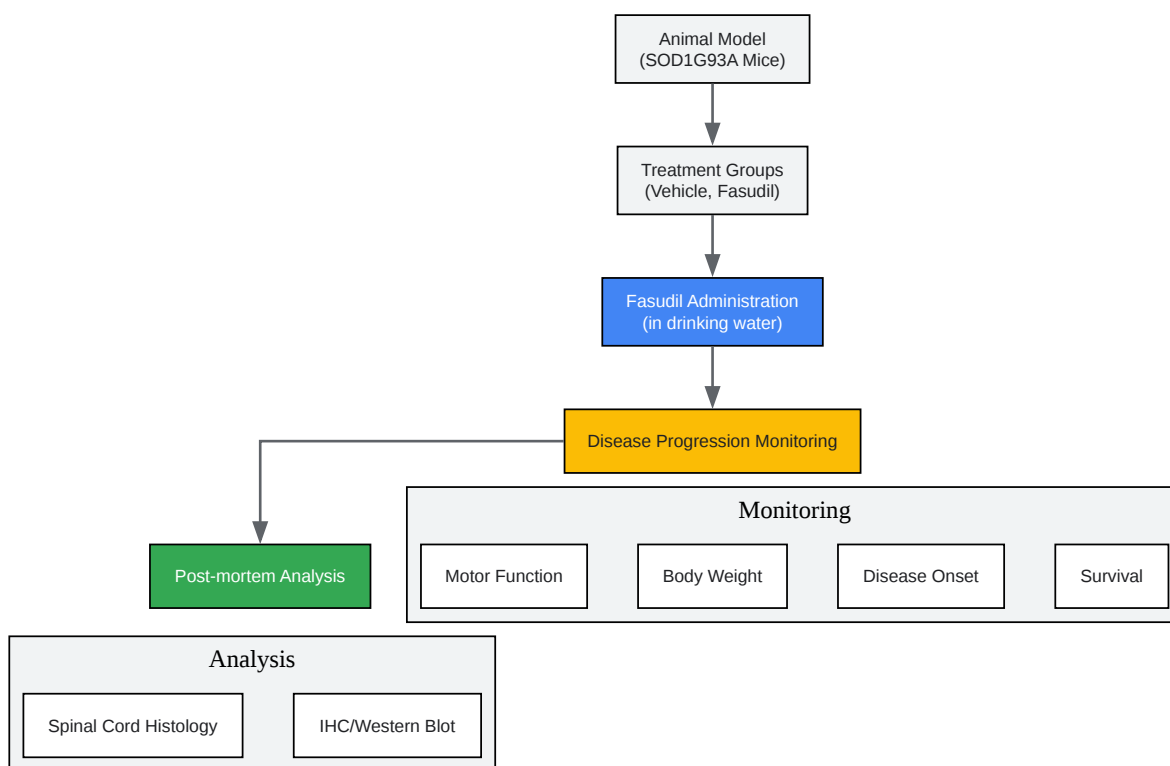 Animal Model
(SOD1G93A Mice)
Treatment Groups
(Vehicle, Fasudil)
Fasudil Administration
(in drinking water)
Disease Progression Monitoring
Monitoring
Motor Function
Body Weight
Disease Onset
Survival
Post-mortem Analysis
Analysis
Spinal Cord Histology
IHC/Western Blot